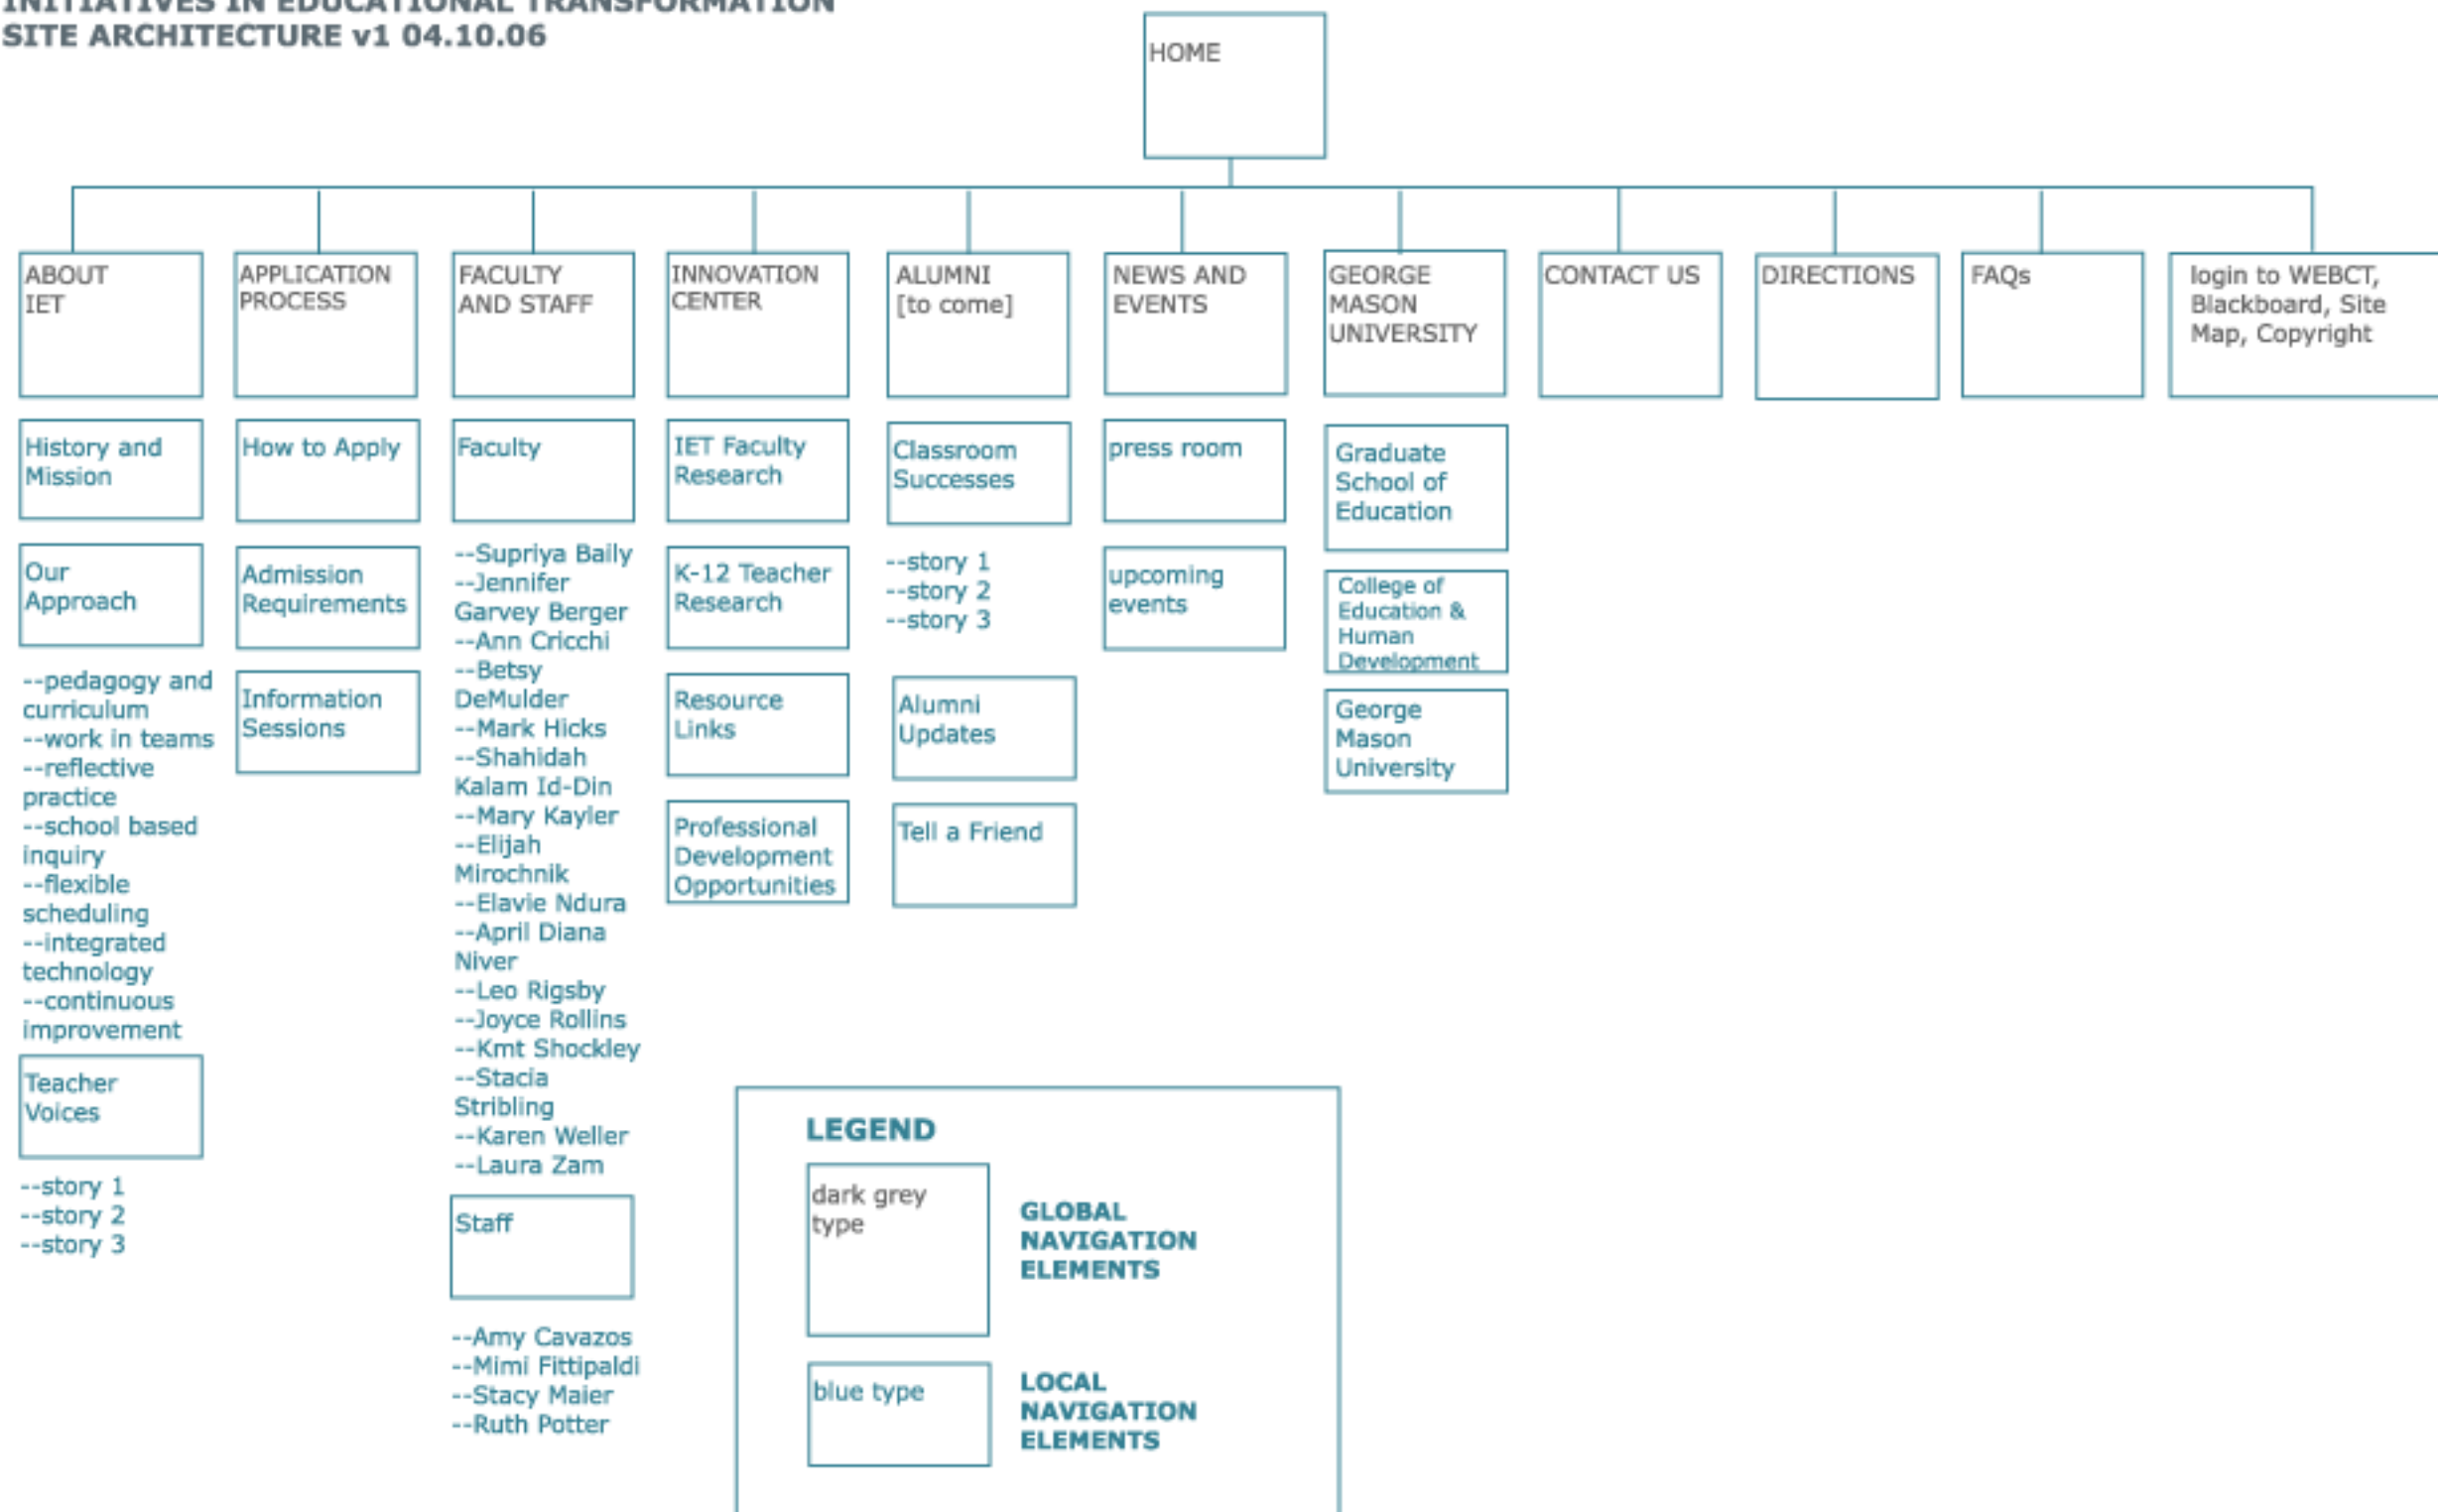 INITIATIVES IN EDUCATIONAL TRANSFORMATION
SITE ARCHITECTURE v1 04.10.06
HOME
ABOUT
IET
History and
Mission
Our
Approach
--pedagogy and
curriculum
--work in teams
--reflective
practice
--school based
inquiry
--flexible
scheduling
--integrated
technology
--continuous
improvement
Teacher
Voices
--story 1
--story 2
--story 3
APPLICATION
PROCESS
How to Apply
Admission
Requirements
Information
Sessions
FACULTY
AND STAFF
Faculty
--Supriya Baily
--Jennifer
Garvey Berger
--Ann Cricchi
--Betsy
DeMulder
--Mark Hicks
--Shahidah
Kalam Id-Din
--Mary Kayler
--Elijah
Mirochnik
--Elavie Ndura
--April Diana
Niver
--Leo Rigsby
--Joyce Rollins
--Kmt Shockley
--Stacia
Stribling
--Karen Weller
--Laura Zam
Staff
--Amy Cavazos
--Mimi Fittipaldi
--Stacy Maier
--Ruth Potter
INNOVATION
CENTER
IET Faculty
Research
K-12 Teacher
Research
Resource
Links
Professional
Development
Opportunities
ALUMNI
[to come]
Classroom
Successes
--story 1
--story 2
--story 3
Alumni
Updates
Tell a Friend
NEWS AND
EVENTS
press room
upcoming
events
GEORGE
MASON
UNIVERSITY
Graduate
School of
Education
College of
Education &
Human
Development
George
Mason
University
CONTACT US
DIRECTIONS
FAQs
login to WEBCT,
Blackboard, Site
Map, Copyright
LEGEND
dark grey
type
GLOBAL
NAVIGATION
ELEMENTS
blue type
LOCAL
NAVIGATION
ELEMENTS